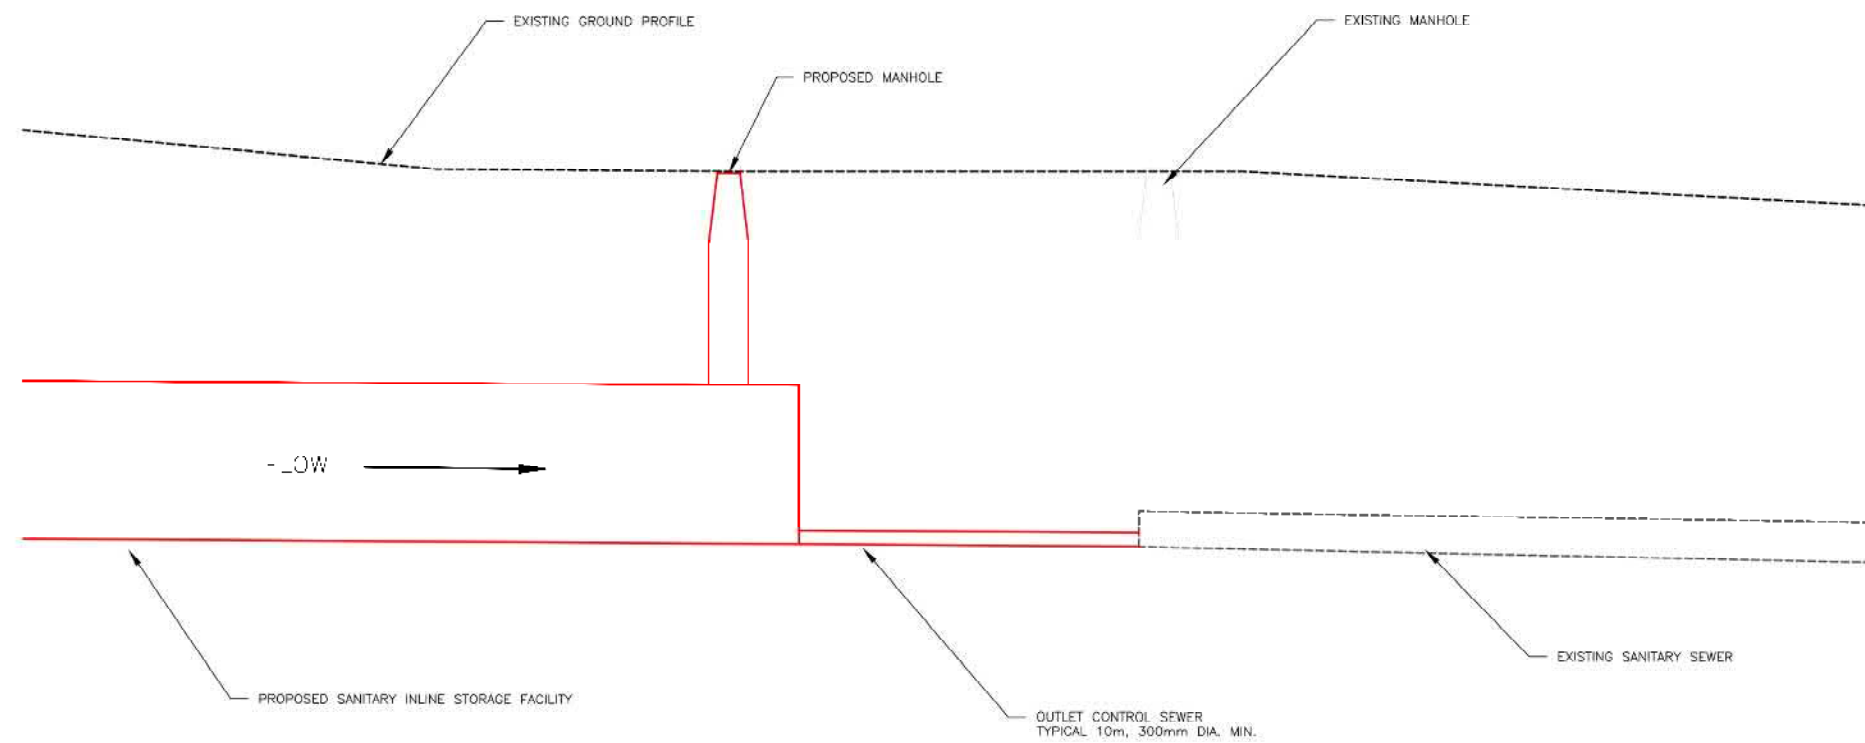 EXISTING GROUND PROFILE
EXISTING MANHOLE
PROPOSED MANHOLE
EXISTING SANITARY SEWER
PROPOSED SANITARY INLINE STORAGE FACILITY
OUTLET CONTROL SEWER
TYPICAL 10m, 300mm DIA. MIN.